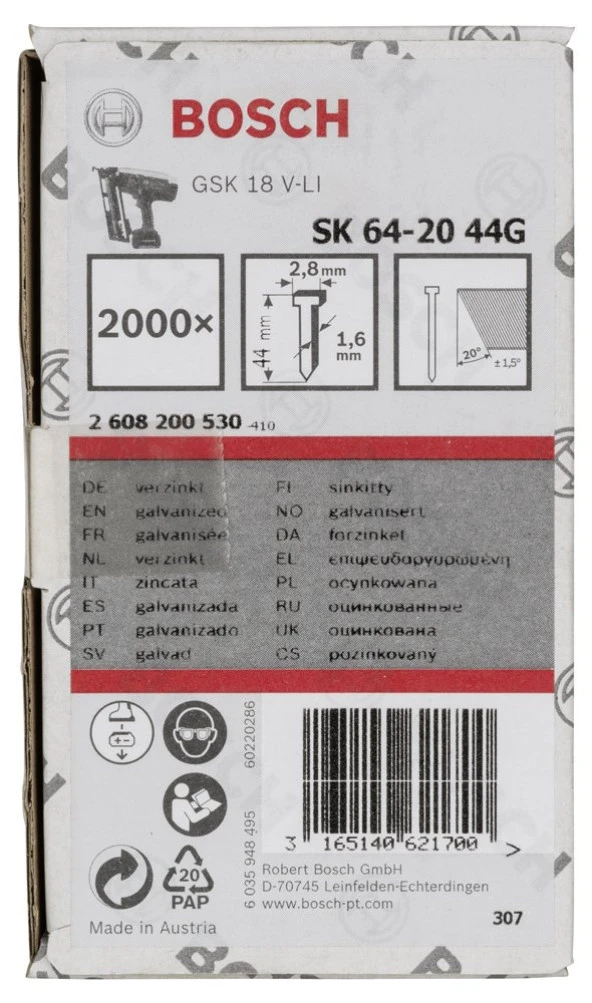 BOSCH
GSK 18 V-LI
SK 64-20 44G
2000×
2,8 mm
44 mm
1,6 mm
20°
± 1,5°
2 608 200 530 -410
DE verzinkt
EN galvanized
FR galvanisée
NL verzinkt
IT zincata
ES galvanizada
PT galvanizado
SV galvad
FI sinkitty
NO galvanisert
DA forzinket
EL επιψευδαργυρωμένη
PL ocynkowana
RU оцинкованные
UK оцинкована
CS pozinkovaný
60220286
6 035 948 495
3 165140 621700 >
20
PAP
Robert Bosch GmbH
D-70745 Leinfelden-Echterdingen
www.bosch-pt.com
Made in Austria
307